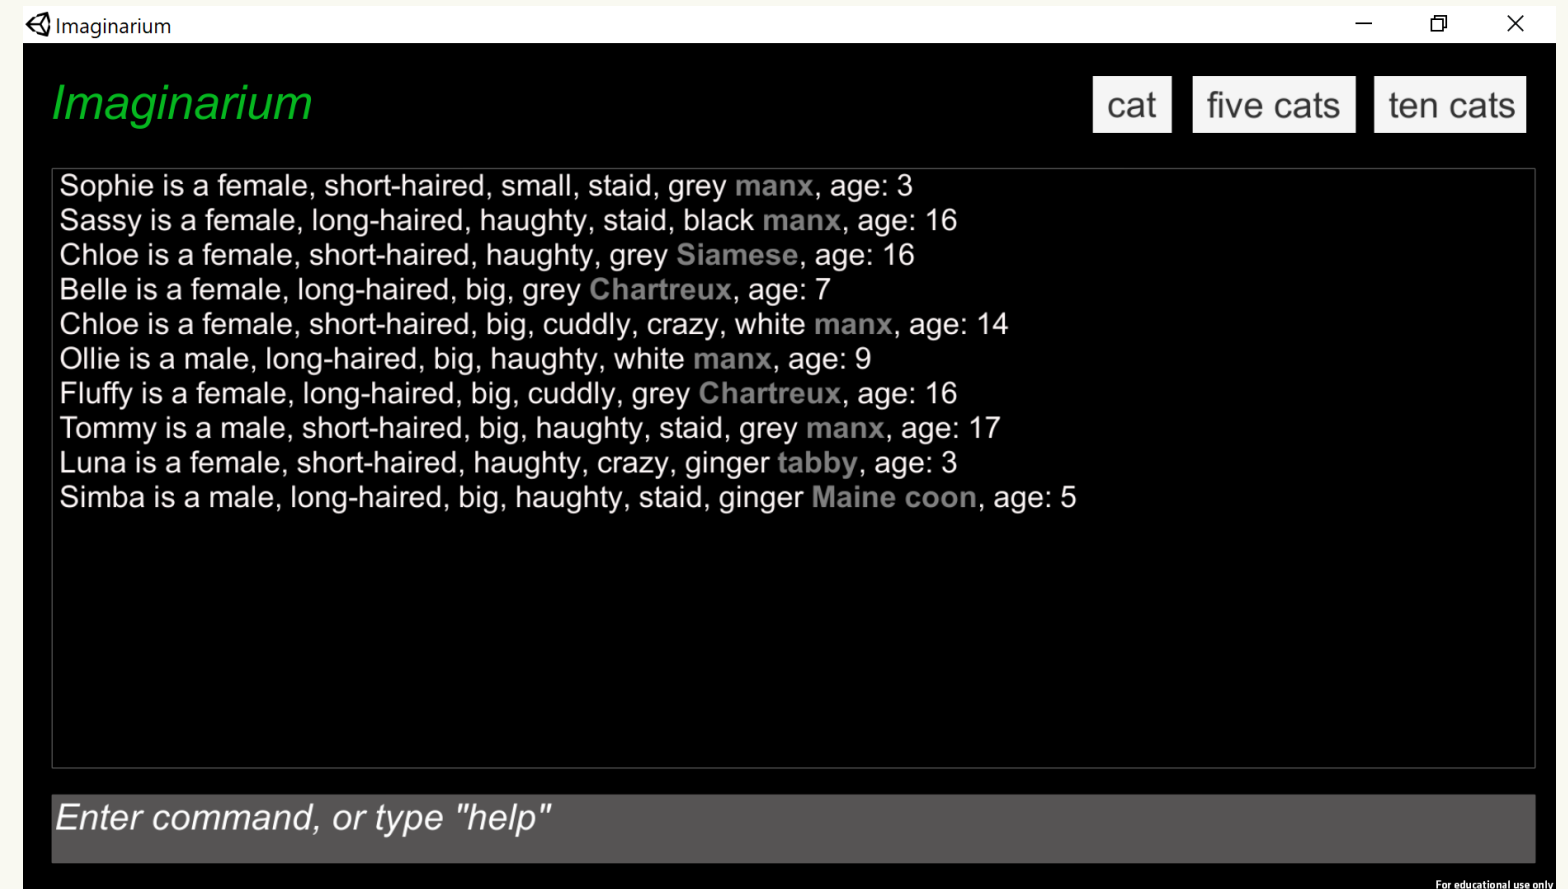 Imaginarium
Imaginarium
cat
five cats
ten cats
Sophie is a female, short-haired, small, staid, grey manx, age: 3
Sassy is a female, long-haired, haughty, staid, black manx, age: 16
Chloe is a female, short-haired, haughty, grey Siamese, age: 16
Belle is a female, long-haired, big, grey Chartreux, age: 7
Chloe is a female, short-haired, big, cuddly, crazy, white manx, age: 14
Ollie is a male, long-haired, big, haughty, white manx, age: 9
Fluffy is a female, long-haired, big, cuddly, grey Chartreux, age: 16
Tommy is a male, short-haired, big, haughty, staid, grey manx, age: 17
Luna is a female, short-haired, haughty, crazy, ginger tabby, age: 3
Simba is a male, long-haired, big, haughty, staid, ginger Maine coon, age: 5
Enter command, or type "help"
For educational use only